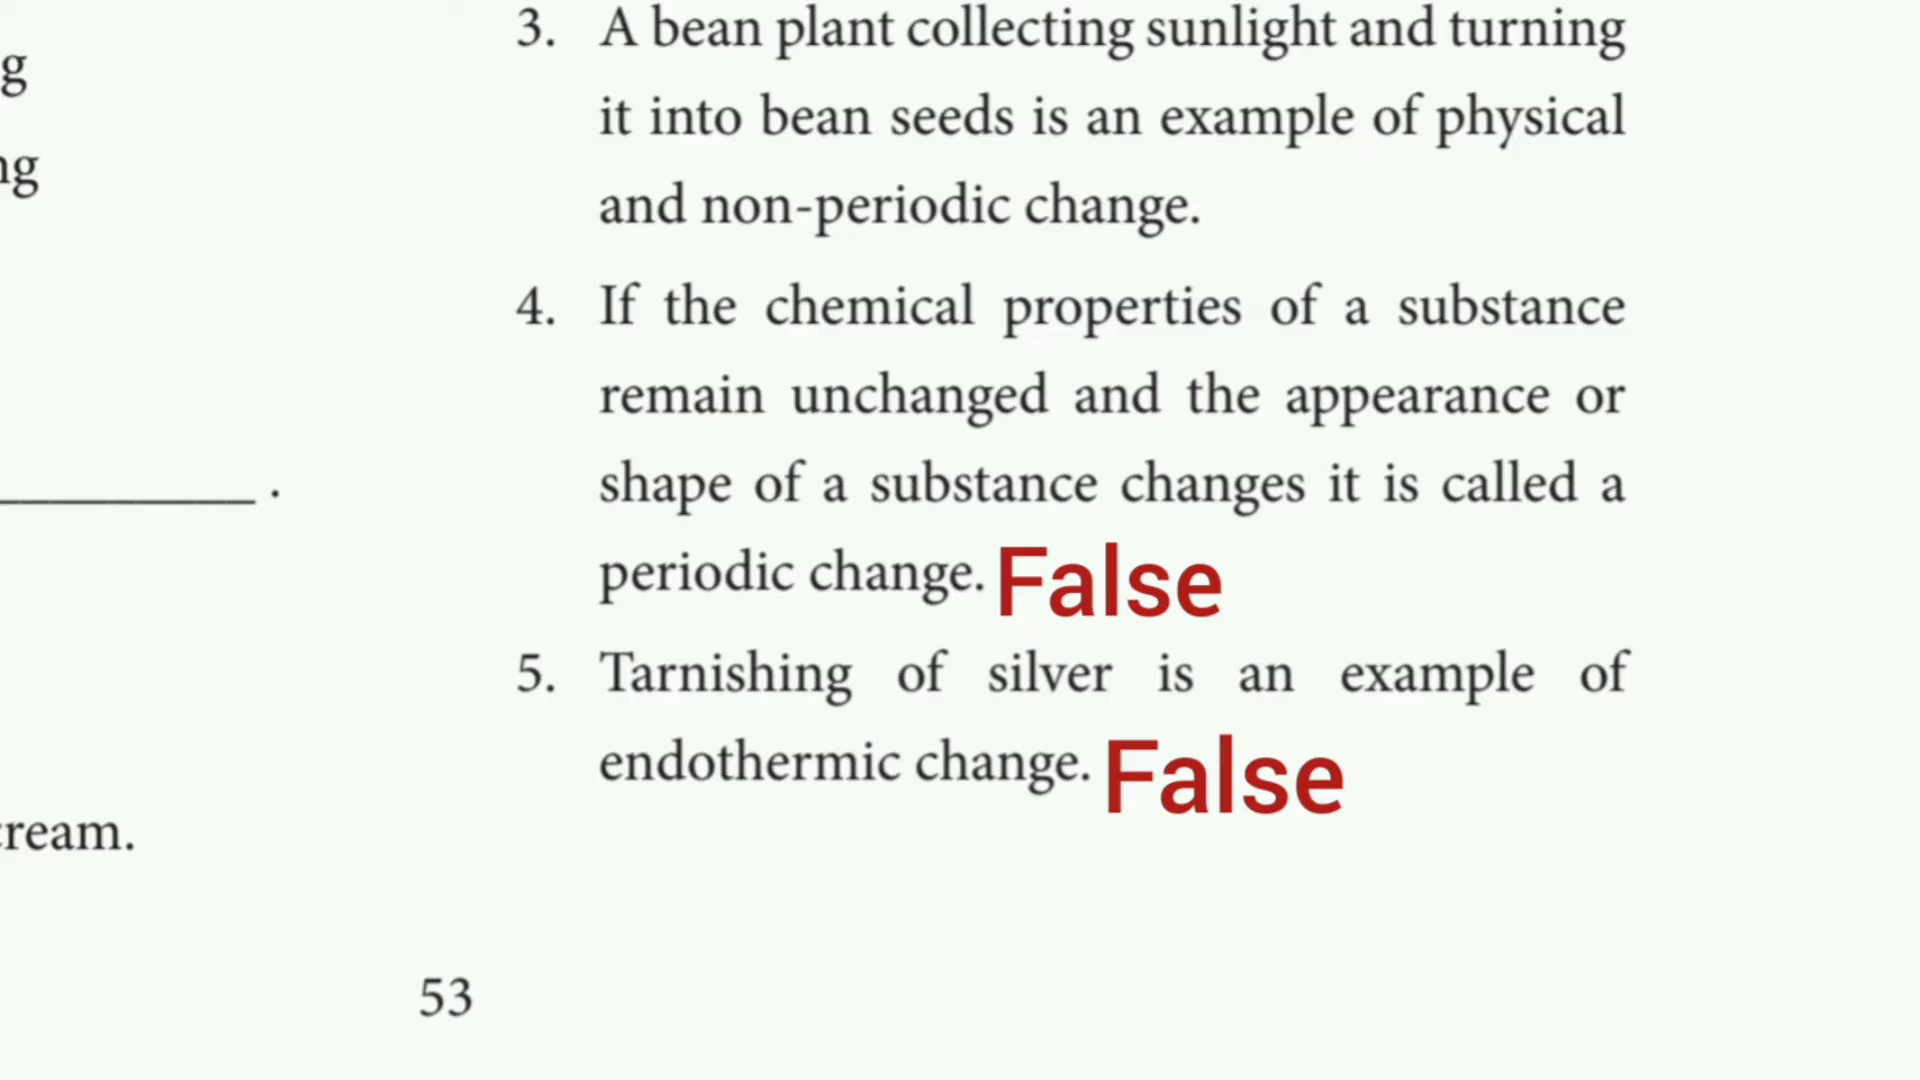 g
ng
.
cream.
3. A bean plant collecting sunlight and turning
it into bean seeds is an example of physical
and non-periodic change.
4. If the chemical properties of a substance
remain unchanged and the appearance or
shape of a substance changes it is called a
periodic change. False
5. Tarnishing of silver is an example of
endothermic change. False
53